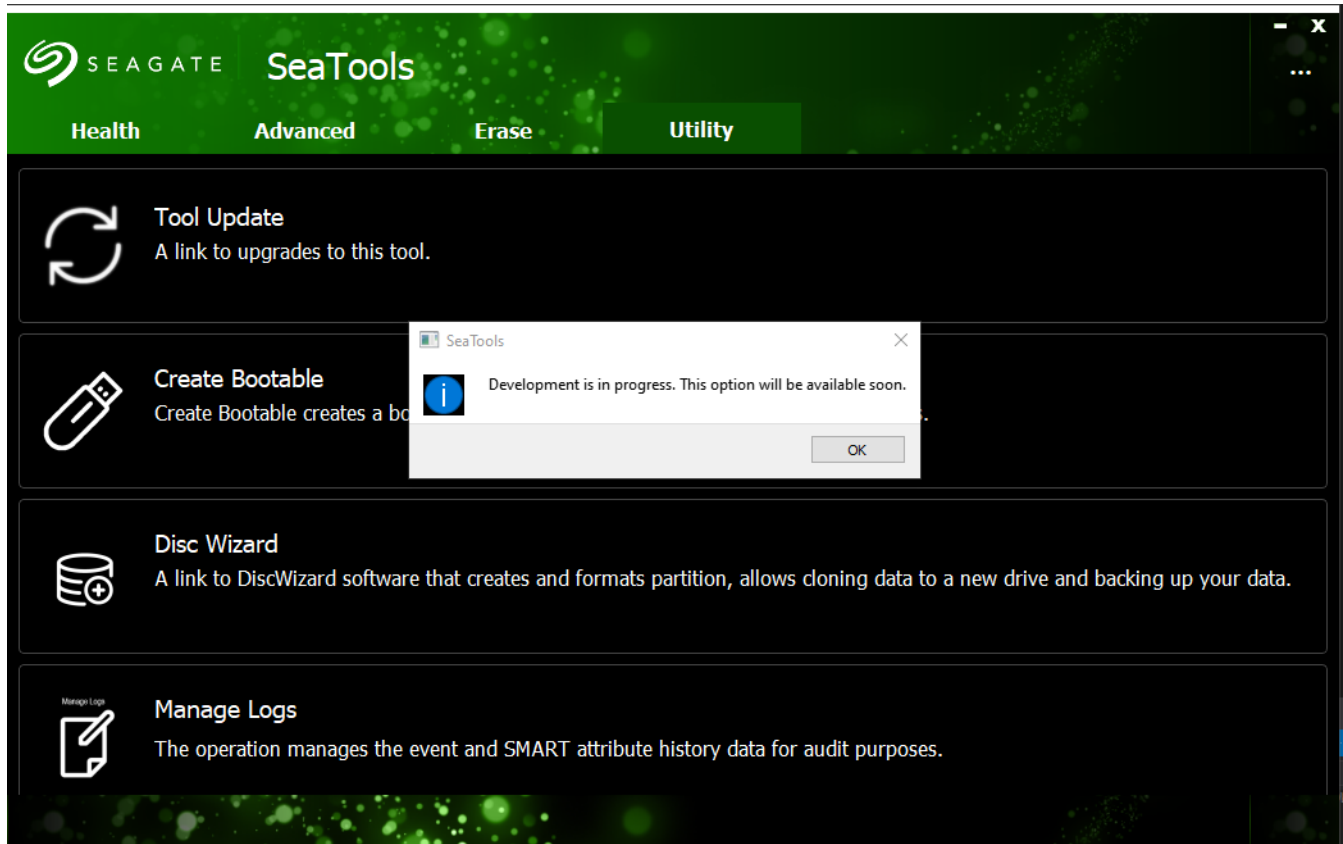 SEAGATE SeaTools
- x
...
Health Advanced Erase Utility
Tool Update
A link to upgrades to this tool.
SeaTools
Development is in progress. This option will be available soon.
OK
Create Bootable
Create Bootable creates a
Disc Wizard
A link to DiscWizard software that creates and formats partition, allows cloning data to a new drive and backing up your data.
Manage Logs
Manage Logs
The operation manages the event and SMART attribute history data for audit purposes.